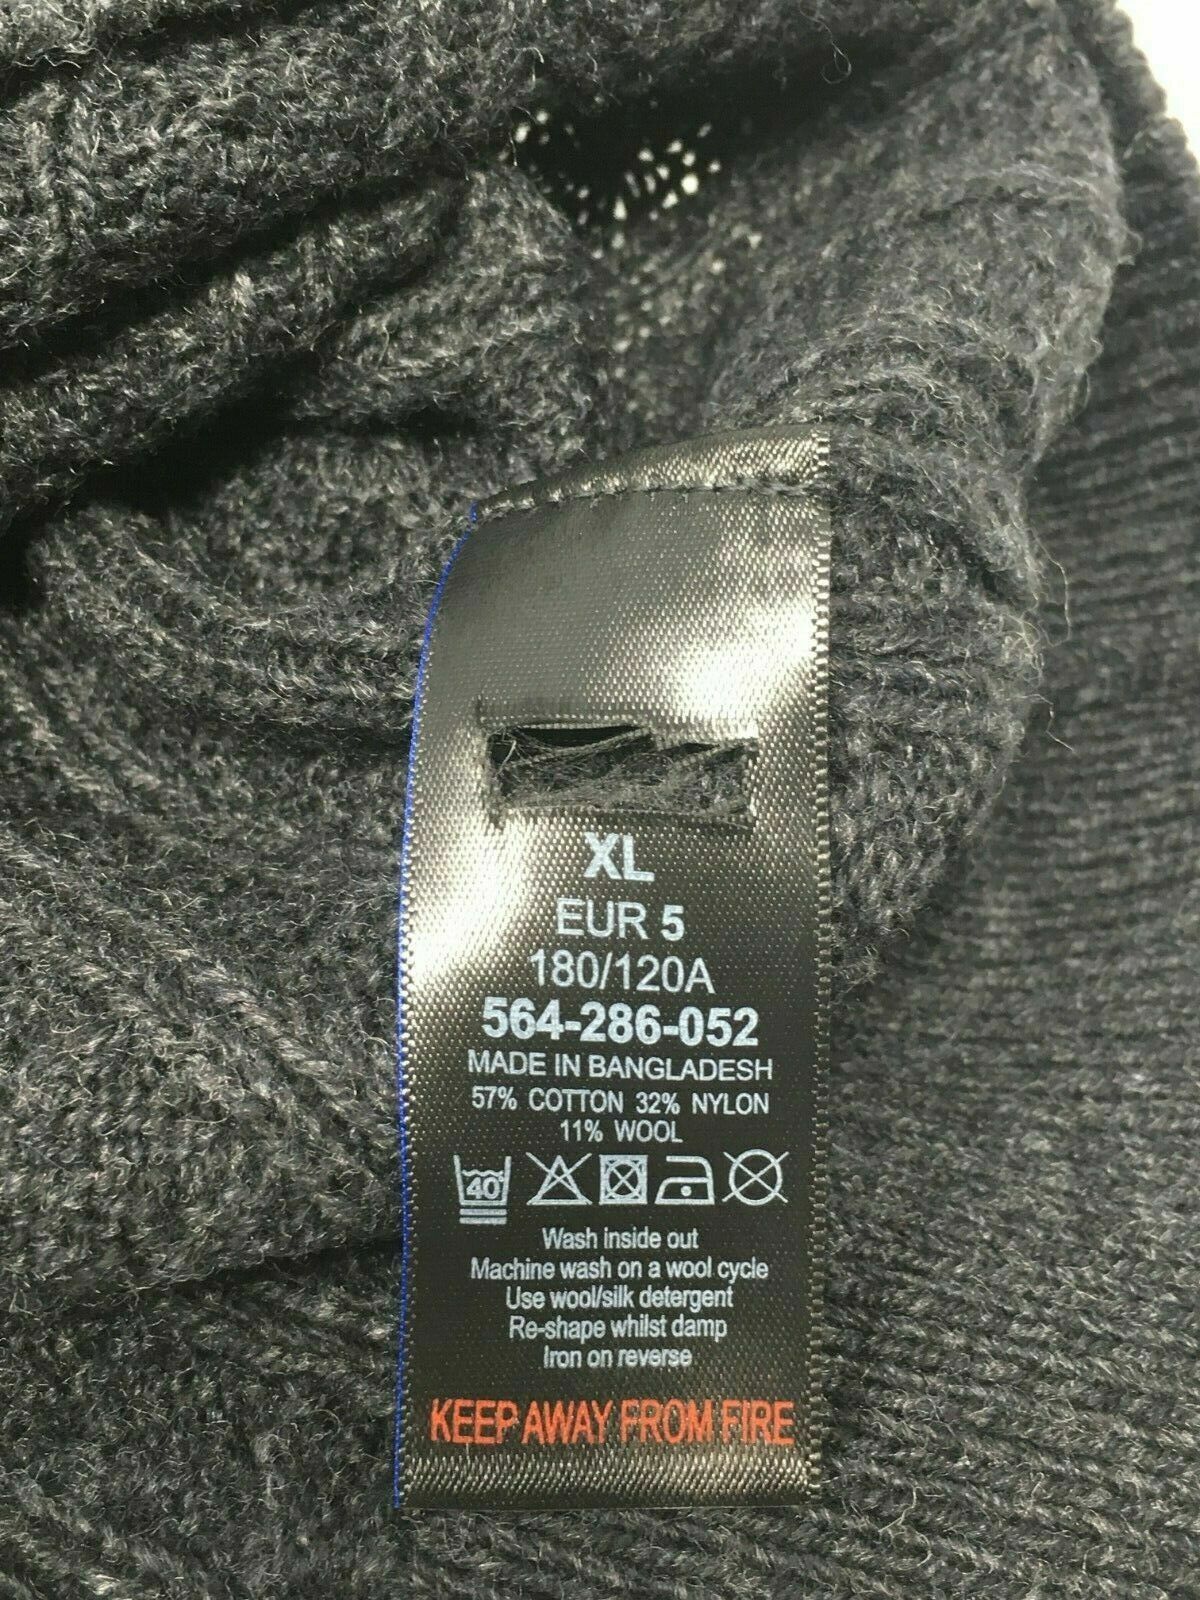 XL
EUR 5
180/120A
564-286-052
MADE IN BANGLADESH
57% COTTON 32% NYLON
11% WOOL
40°
Wash inside out
Machine wash on a wool cycle
Use wool/silk detergent
Re-shape whilst damp
Iron on reverse
KEEP AWAY FROM FIRE